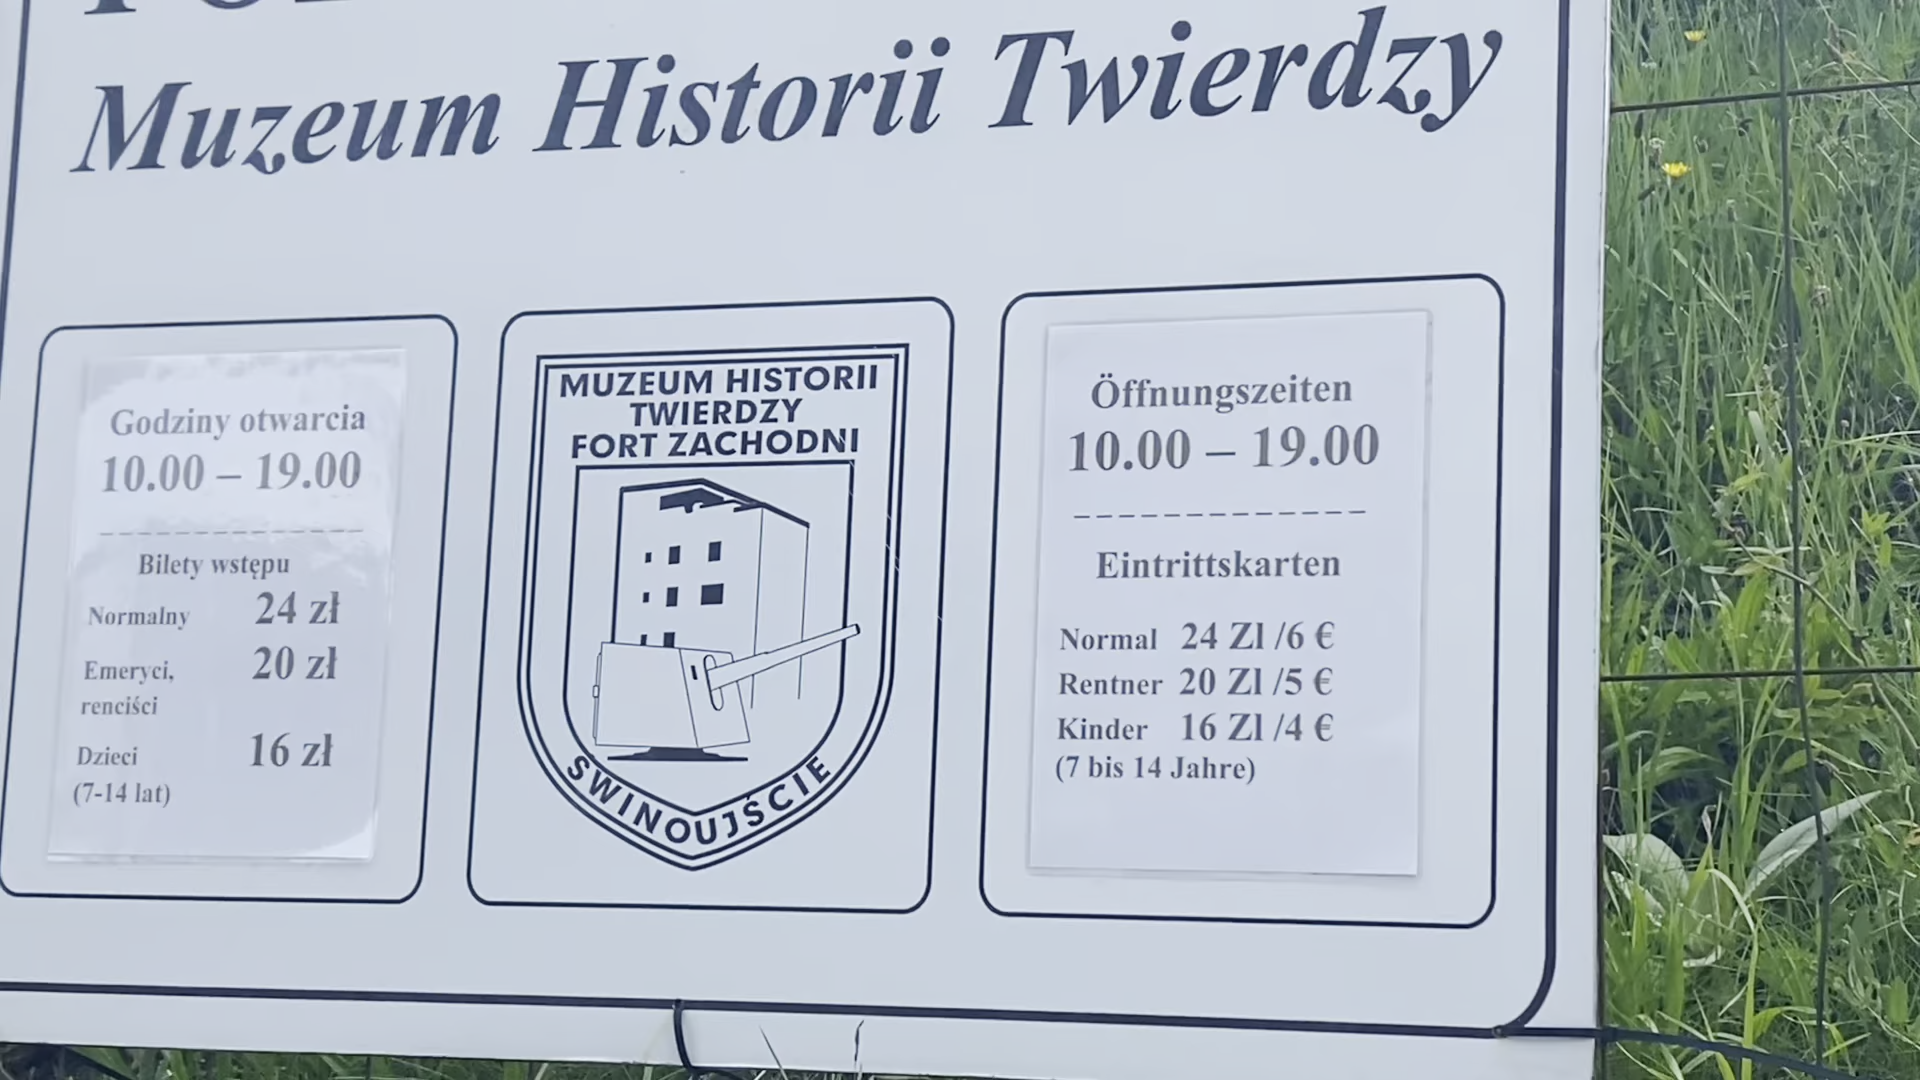 Muzeum Historii Twierdzy
Godziny otwarcia
10.00 – 19.00
Bilety wstępu
Normalny 24 zł
Emeryci, 20 zł
renciści
Dzieci 16 zł
(7-14 lat)
MUZEUM HISTORII
TWIERDZY
FORT ZACHODNI
ŚWINOUJŚCIE
Öffnungszeiten
10.00 – 19.00
Eintrittskarten
Normal 24 Zl /6 €
Rentner 20 Zl /5 €
Kinder 16 Zl /4 €
(7 bis 14 Jahre)